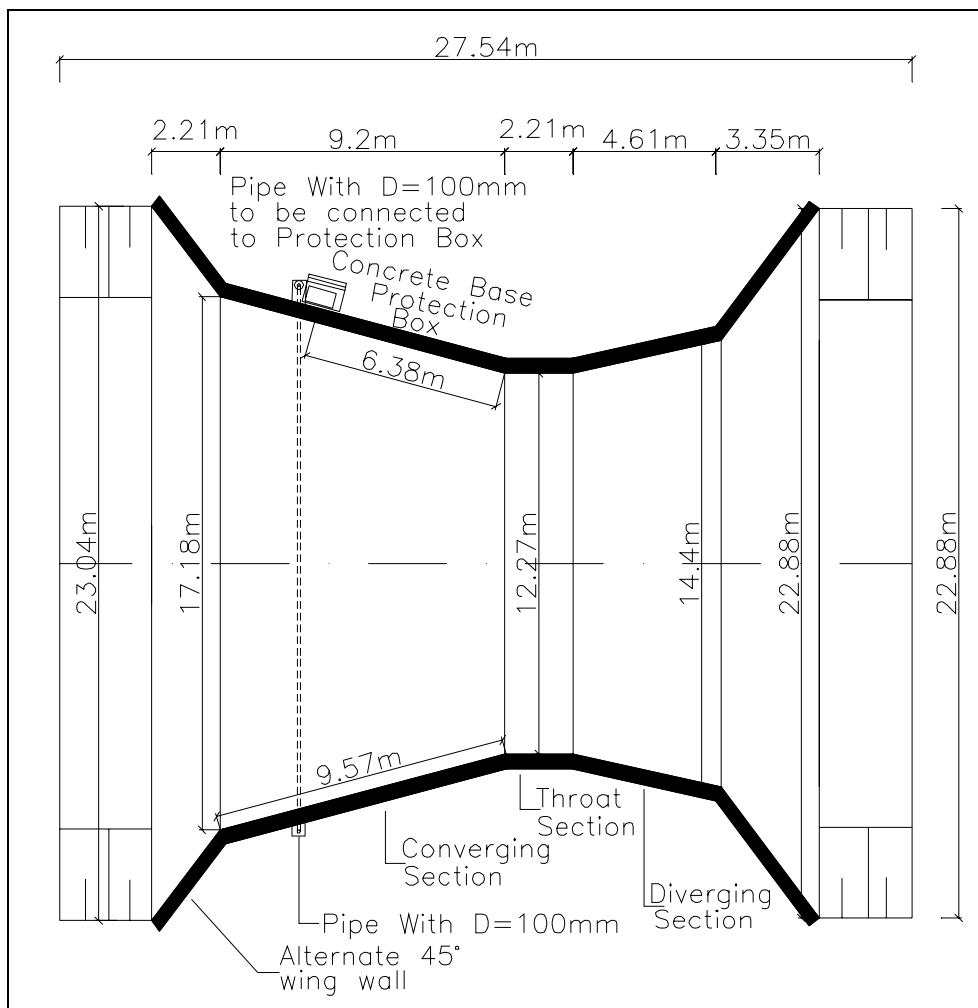 27.54m
2.21m
9.2m
2.21m
4.61m
3.35m
Pipe With D=100mm
to be connected
to Protection Box
Concrete Base
Protection
Box
6.38m
23.04m
17.18m
12.27m
14.4m
22.88m
22.88m
9.57m
Throat
Section
Converging
Section
Diverging
Section
Pipe With D=100mm
Alternate 45°
wing wall